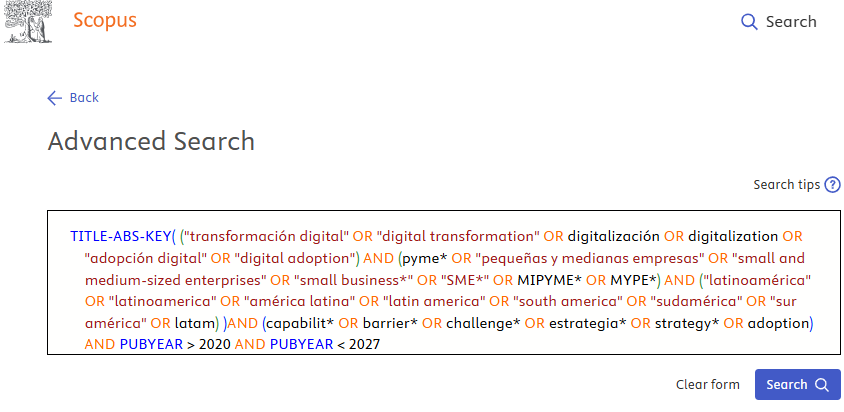 Scopus
Search
Back
Advanced Search
Search tips ?
TITLE-ABS-KEY( ("transformación digital" OR "digital transformation" OR digitalización OR digitalization OR
"adopción digital" OR "digital adoption") AND (pyme* OR "pequeñas y medianas empresas" OR "small and
medium-sized enterprises" OR "small business*" OR "SME*" OR MIPYME* OR MYPE*) AND ("latinoamérica"
OR "latinoamerica" OR "américa latina" OR "latin america" OR "south america" OR "sudamérica" OR "sur
américa" OR latam) )AND (capabilit* OR barrier* OR challenge* OR estrategia* OR strategy* OR adoption)
AND PUBYEAR > 2020 AND PUBYEAR < 2027
Clear form
Search